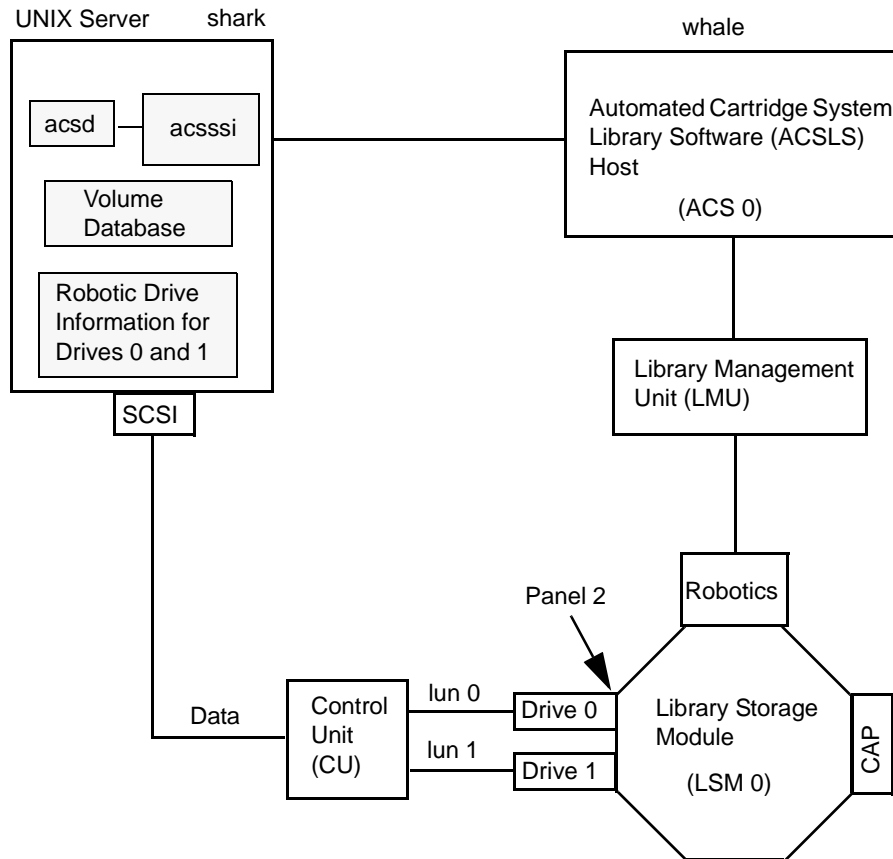 UNIX Server
shark
whale
acsd
acsssi
Volume
Database
Robotic Drive
Information for
Drives 0 and 1
SCSI
Automated Cartridge System
Library Software (ACSLS)
Host
(ACS 0)
Library Management
Unit (LMU)
Robotics
Panel 2
Data
Control
Unit
(CU)
lun 0
lun 1
Drive 0
Drive 1
Library Storage
Module
(LSM 0)
CAP